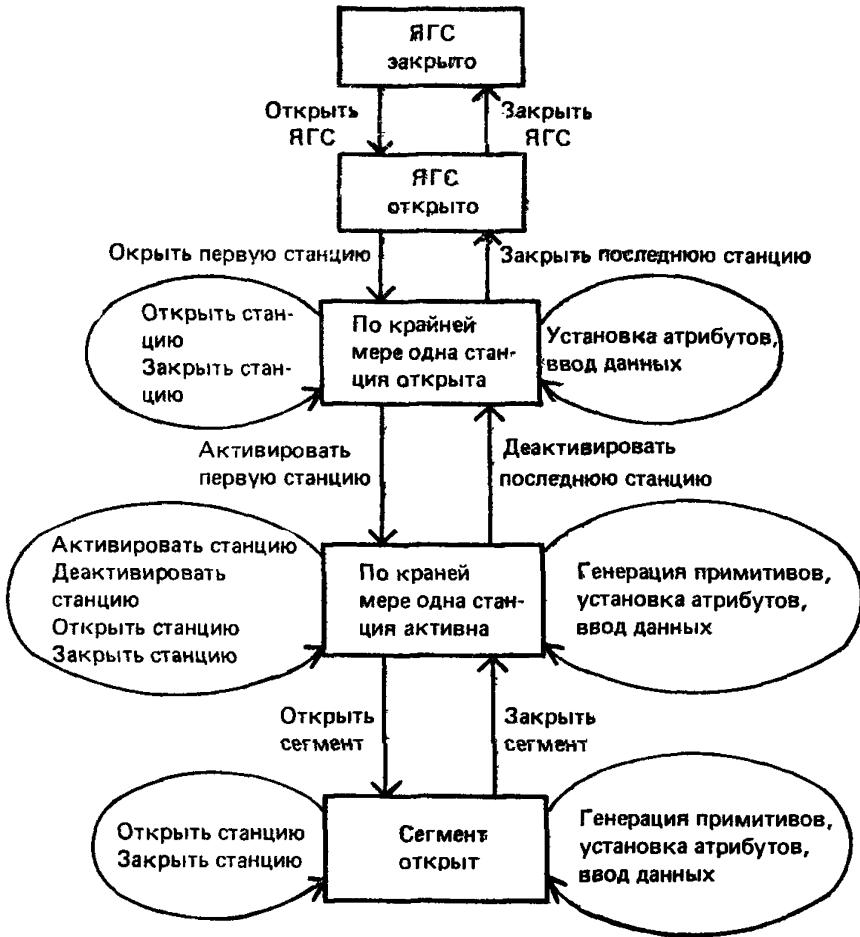 ЯГС
закрыто
Открыть
ЯГС
Закрыть
ЯГС
ЯГС
открыто
Окрыть первую станцию
Закрыть последнюю станцию
Открыть стан-
цию
Закрыть стан-
цию
По крайней
мере одна стан-
ция открыта
Установка атрибутов,
ввод данных
Активировать
первую станцию
Деактивировать
последнюю станцию
Активировать станцию
Деактивировать
станцию
Открыть станцию
Закрыть станцию
По краней
мере одна стан-
ция активна
Генерация примитивов,
установка атрибутов,
ввод данных
Открыть
сегмент
Закрыть
сегмент
Открыть станцию
Закрыть станцию
Сегмент
открыт
Генерация примитивов,
установка атрибутов,
ввод данных